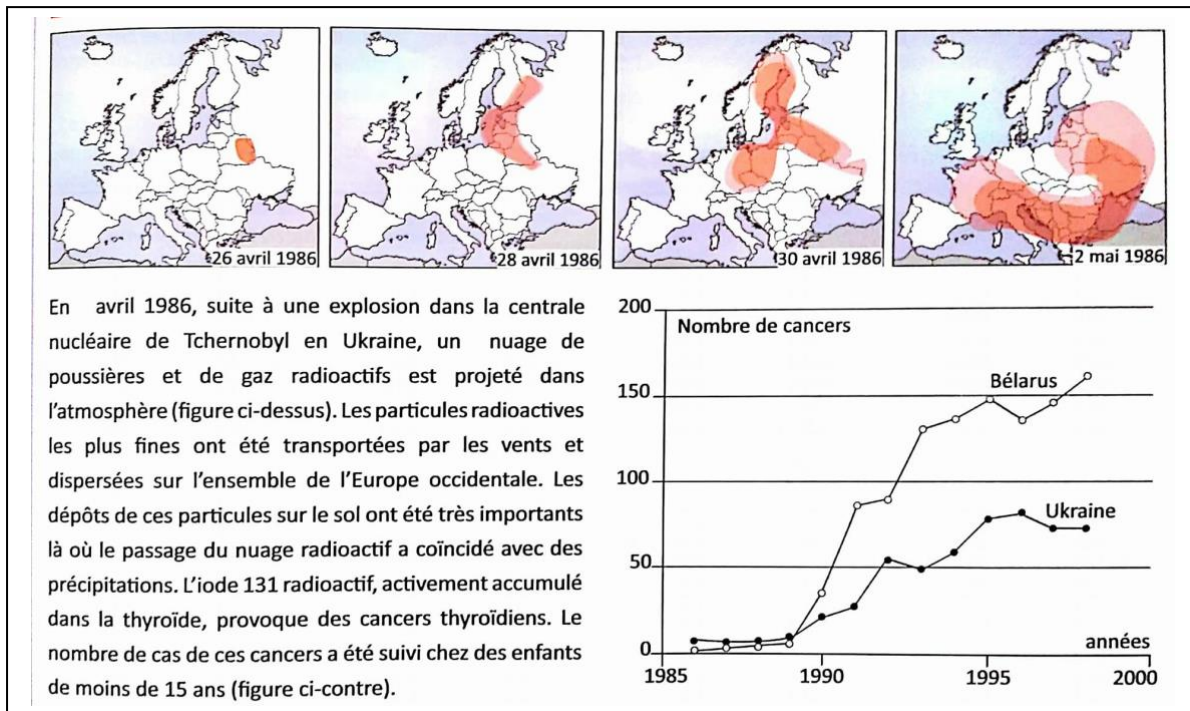 26 avril 1986
28 avril 1986
30 avril 1986
2 mai 1986
En avril 1986, suite à une explosion dans la centrale
nucléaire de Tchernobyl en Ukraine, un nuage de
poussières et de gaz radioactifs est projeté dans
l'atmosphère (figure ci-dessus). Les particules radioactives
les plus fines ont été transportées par les vents et
dispersées sur l'ensemble de l'Europe occidentale. Les
dépôts de ces particules sur le sol ont été très importants
là où le passage du nuage radioactif a coïncidé avec des
précipitations. L'iode 131 radioactif, activement accumulé
dans la thyroïde, provoque des cancers thyroïdiens. Le
nombre de cas de ces cancers a été suivi chez des enfants
de moins de 15 ans (figure ci-contre).
200
Nombre de cancers
150
Bélarus
100
Ukraine
50
0
années
1985
1990
1995
2000